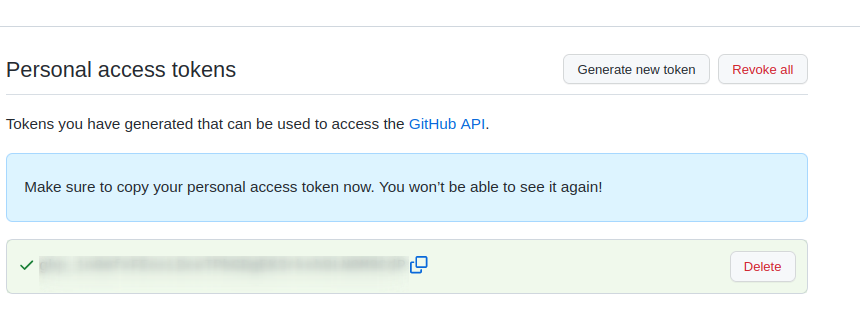 Personal access tokens
Generate new token
Revoke all
Tokens you have generated that can be used to access the GitHub API.
Make sure to copy your personal access token now. You won’t be able to see it again!
Delete